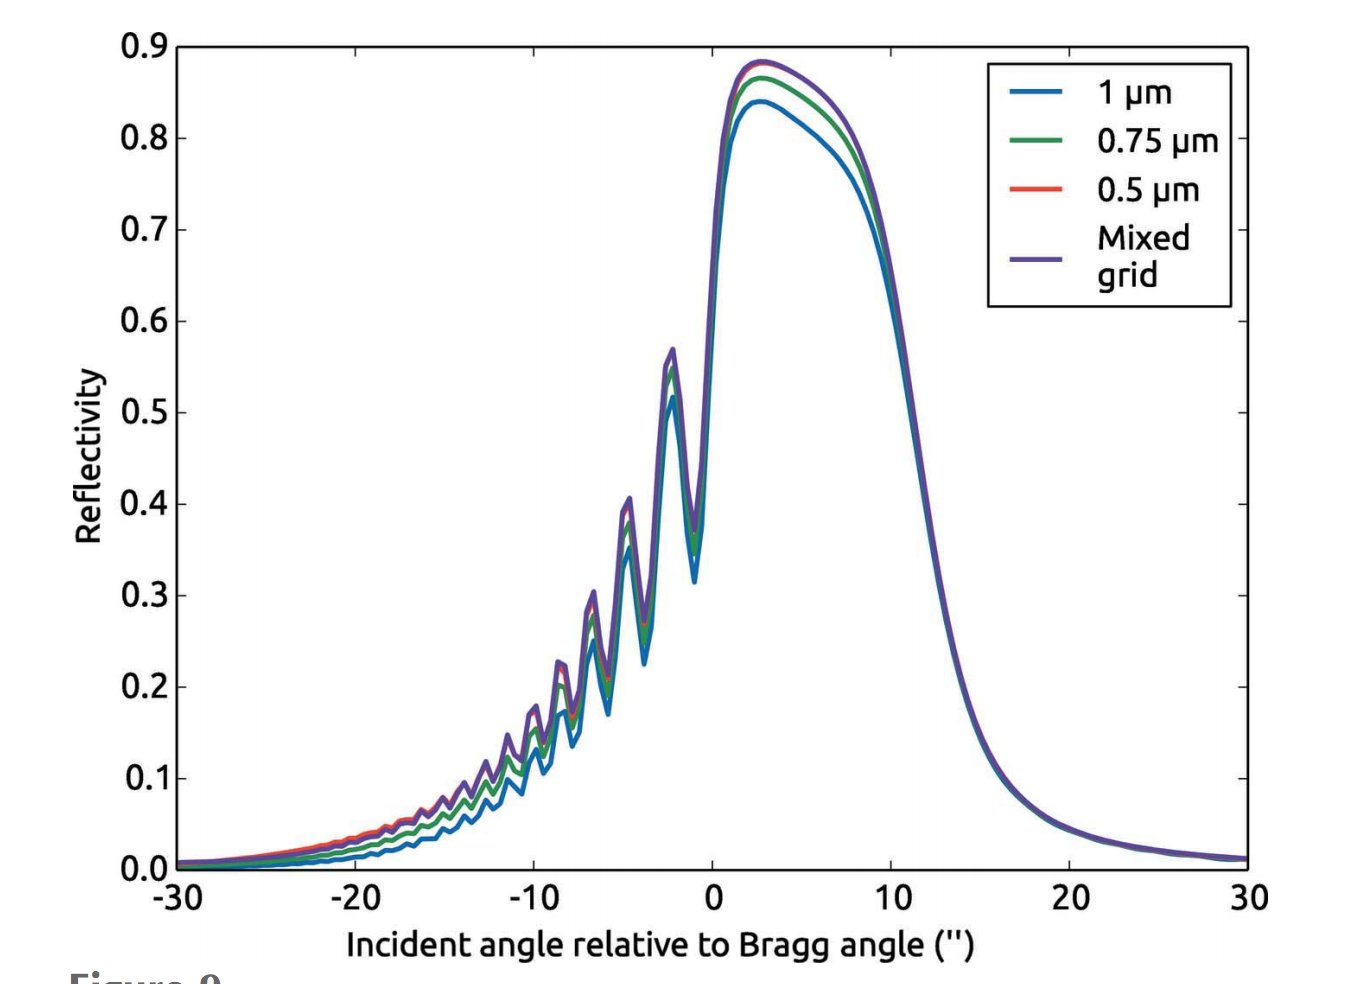 0.9
0.8
0.7
0.6
0.5
0.4
0.3
0.2
0.1
0.0
Reflectivity
1 µm
0.75 µm
0.5 µm
Mixed
grid
-30 -20 -10 0 10 20 30
Incident angle relative to Bragg angle ('')
Figure 9